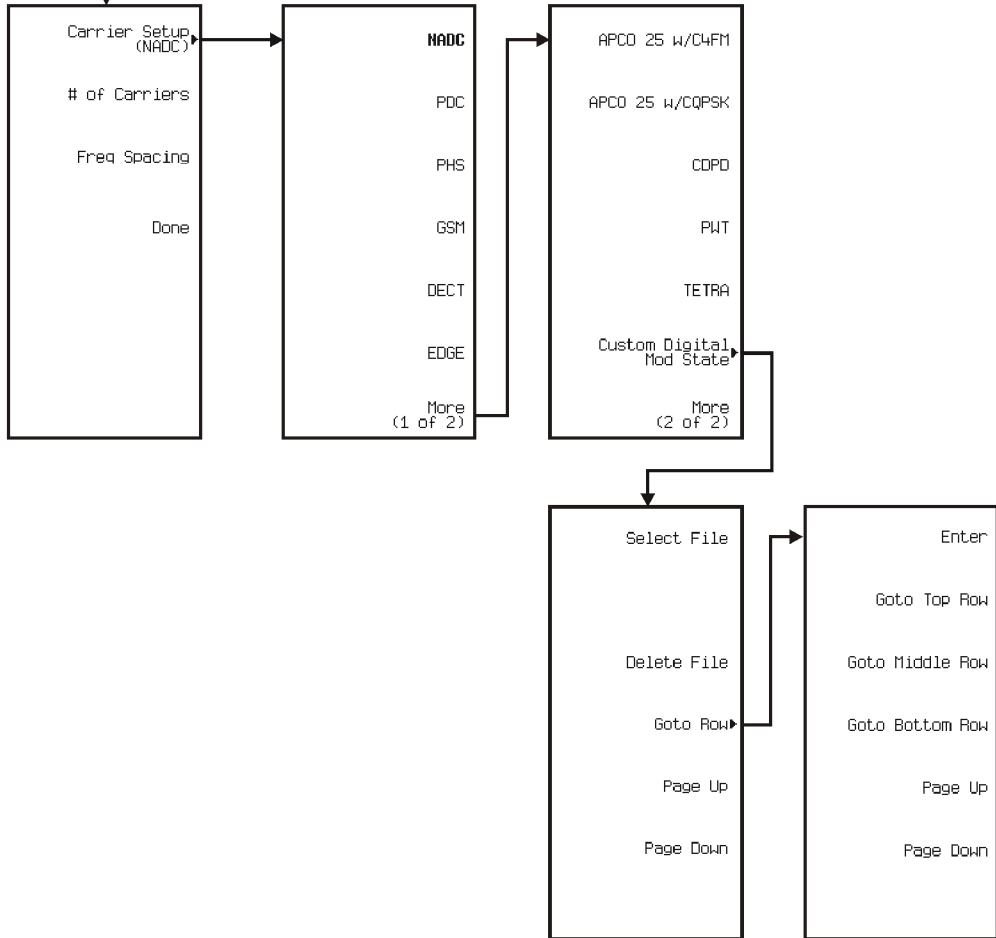 Carrier Setup
(NADC)
# of Carriers
Freq Spacing
Done
NADC
PDC
PHS
GSM
DECT
EDGE
More
(1 of 2)
APCO 25 w/C4FM
APCO 25 w/CQPSK
CDPD
PWT
TETRA
Custom Digital
Mod State
More
(2 of 2)
Select File
Delete File
Goto Row
Page Up
Page Down
Enter
Goto Top Row
Goto Middle Row
Goto Bottom Row
Page Up
Page Down